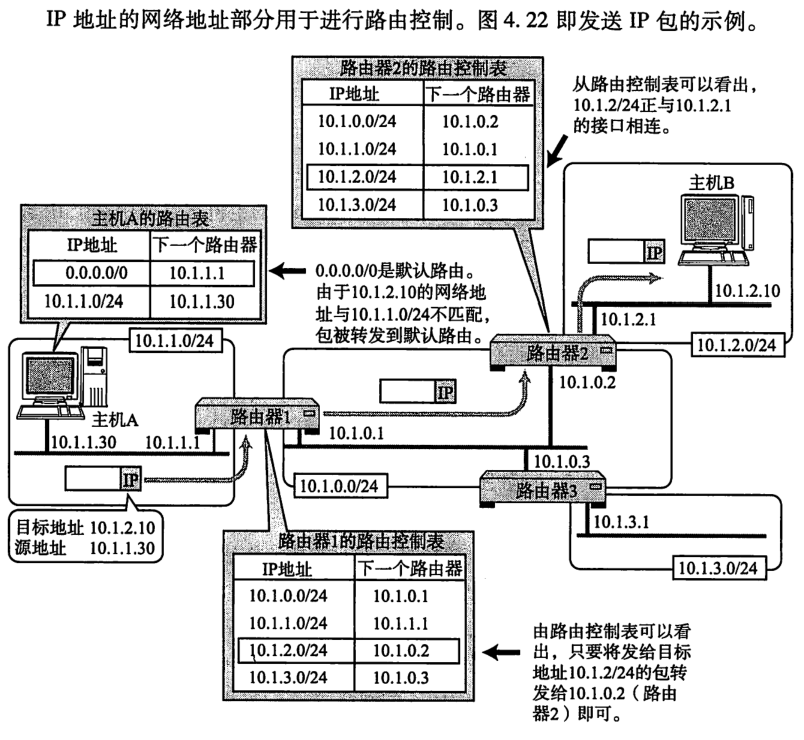 IP 地址的网络地址部分用于进行路由控制。图 4.22 即发送 IP 包的示例。
路由器2的路由控制表
IP地址 下一个路由器
10.1.0.0/24 10.1.0.2
10.1.1.0/24 10.1.0.1
10.1.2.0/24 10.1.2.1
10.1.3.0/24 10.1.0.3
从路由控制表可以看出，
10.1.2/24正与10.1.2.1
的接口相连。
主机A的路由表
IP地址 下一个路由器
0.0.0.0/0 10.1.1.1
10.1.1.0/24 10.1.1.30
0.0.0.0/0是默认路由。
由于10.1.2.10的网络地
址与10.1.1.0/24不匹配，
包被转发到默认路由。
主机B
IP
10.1.2.10
10.1.2.1
10.1.2.0/24
10.1.1.0/24
主机A
10.1.1.30
10.1.1.1
IP
目标地址 10.1.2.10
源地址 10.1.1.30
路由器1
10.1.0.1
IP
路由器2
10.1.0.2
10.1.0.3
10.1.0.0/24
路由器3
10.1.3.1
10.1.3.0/24
路由器1的路由控制表
IP地址 下一个路由器
10.1.0.0/24 10.1.0.1
10.1.1.0/24 10.1.1.1
10.1.2.0/24 10.1.0.2
10.1.3.0/24 10.1.0.3
由路由控制表可以看
出，只要将发给目标
地址10.1.2/24的包转
发给10.1.0.2（路由
器2）即可。